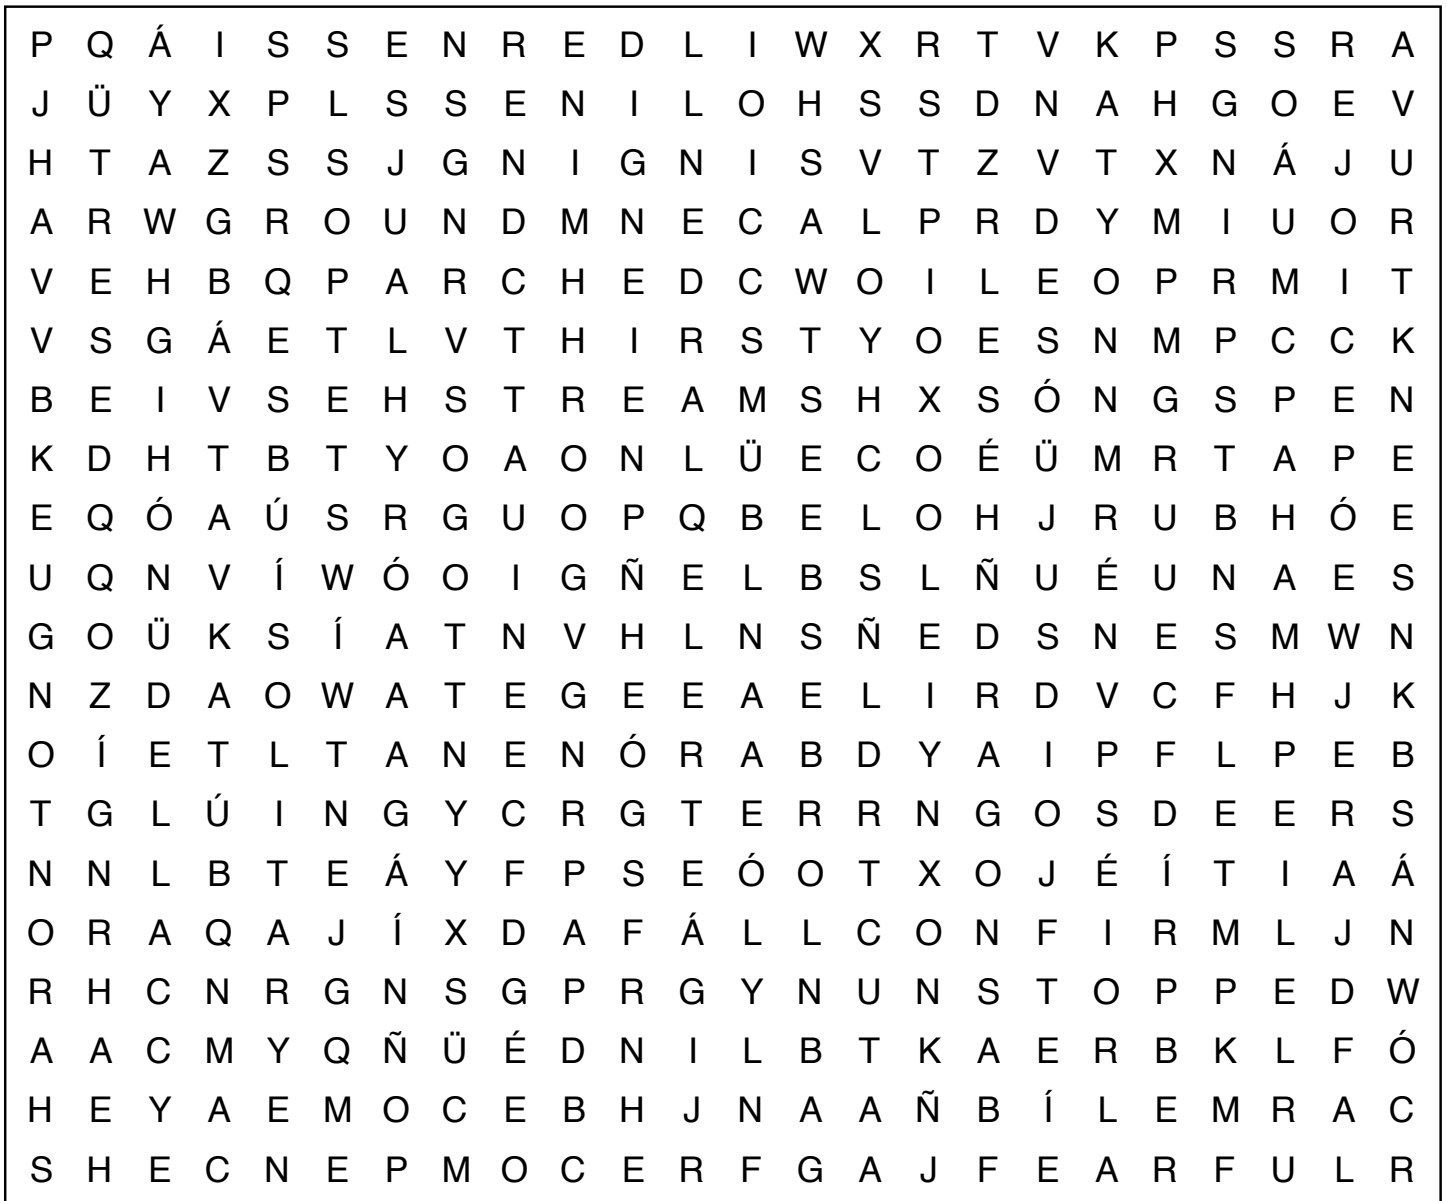 P Q Á I S S E N R E D L I W X R T V K P S S R A
J Ü Y X P L S S E N I L O H S S D N A H G O E V
H T A Z S S J G N I G N I S V T Z V T X N Á J U
A R W G R O U N D M N E C A L P R D Y M I U O R
V E H B Q P A R C H E D C W O I L E O P R M I T
V S G Á E T L V T H I R S T Y O E S N M P C C K
B E I V S E H S T R E A M S H X S Ó N G S P E N
K D H T B T Y O A O N L Ü E C O É Ü M R T A P E
E Q Ó A Ú S R G U O P Q B E L O H J R U B H Ó E
U Q N V Í W Ó O I G Ñ E L B S L Ñ U É U N A E S
G O Ü K S Í A T N V H L N S Ñ E D S N E S M W N
N Z D A O W A T E G E E A E L I R D V C F H J K
O Í E T L T A N E N Ó R A B D Y A I P F L P E B
T G L Ú I N G Y C R G T E R R N G O S D E E R S
N N L B T E Á Y F P S E Ó O T X O J É Í T I A Á
O R A Q A J Í X D A F Á L L C O N F I R M L J N
R H C N R G N S G P R G Y N U N S T O P P E D W
A A C M Y Q Ñ Ü É D N I L B T K A E R B K L F Ó
H E Y A E M O C E B H J N A A Ñ B Í L E M R A C
S H E C N E P M O C E R F G A J F E A R F U L R